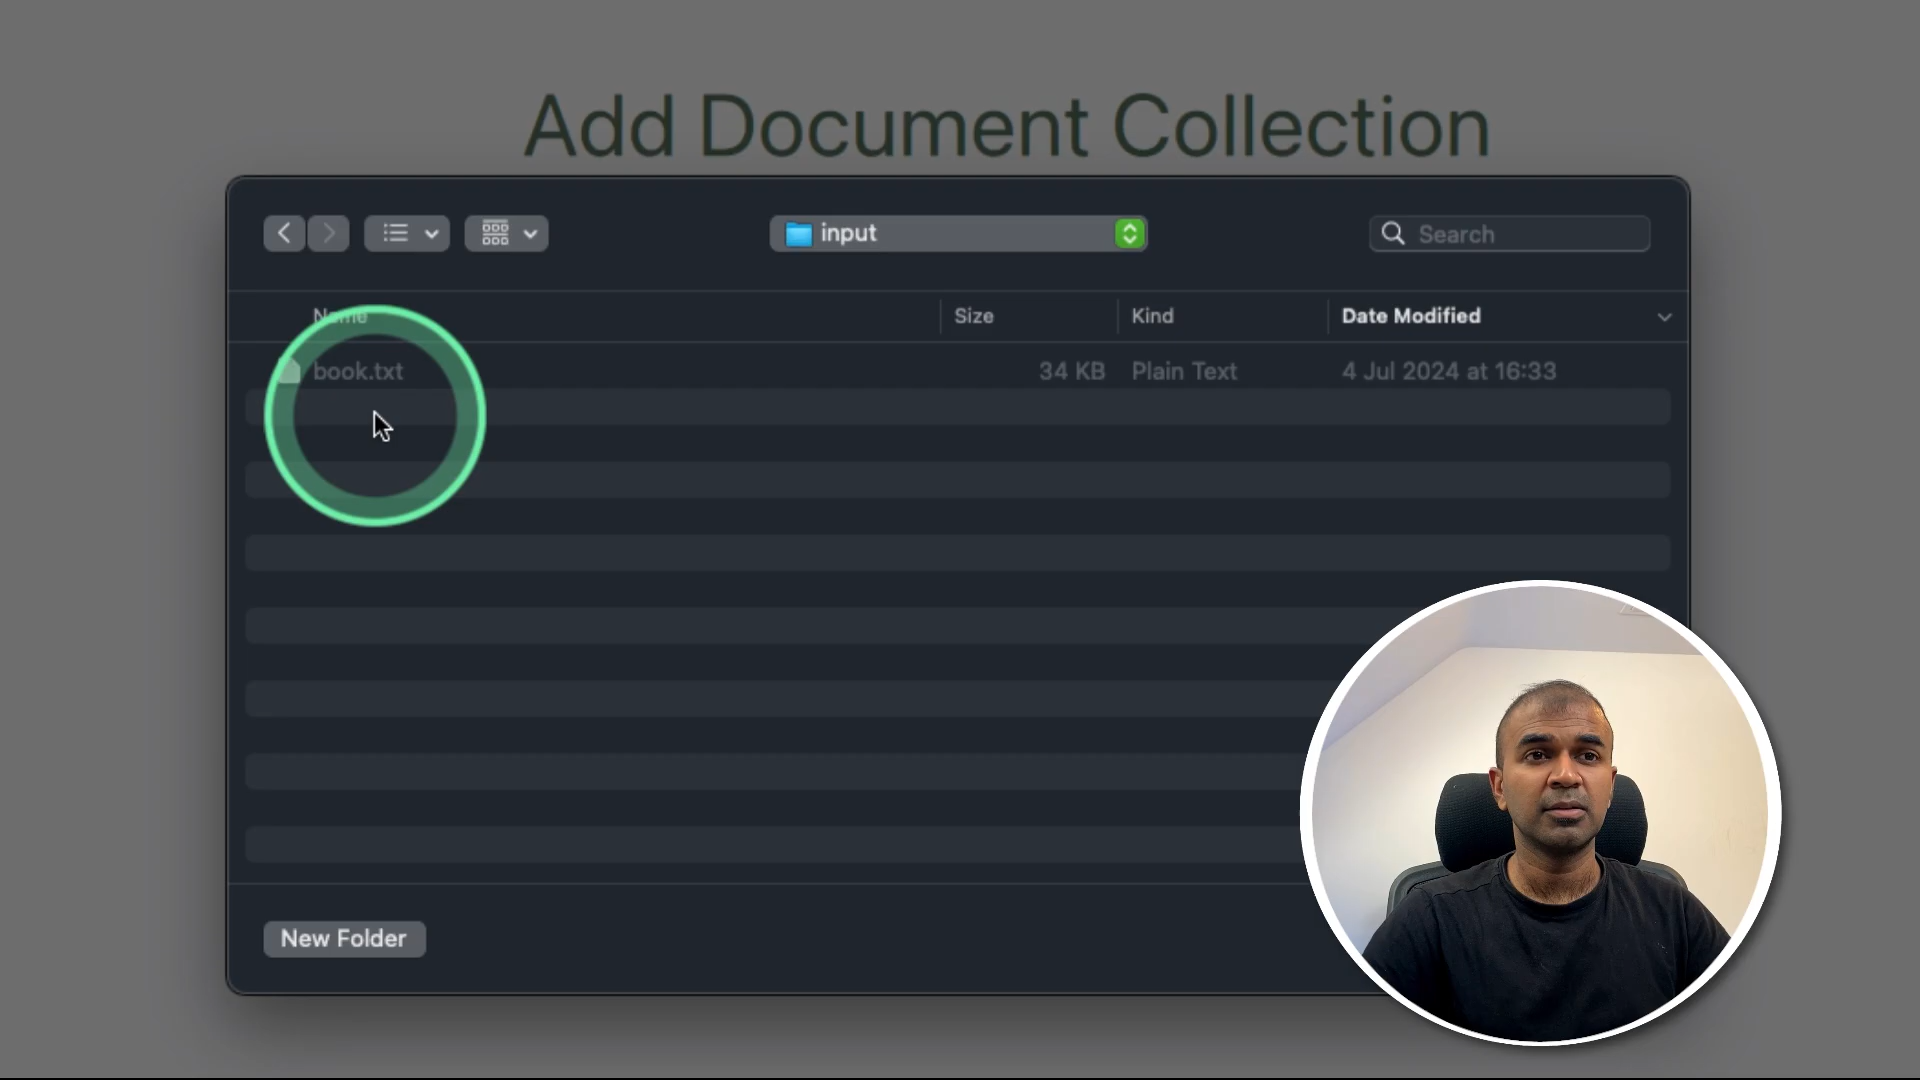 Add Document Collection
input
Search
Name Size Kind Date Modified
book.txt 34 KB Plain Text 4 Jul 2024 at 16:33
New Folder